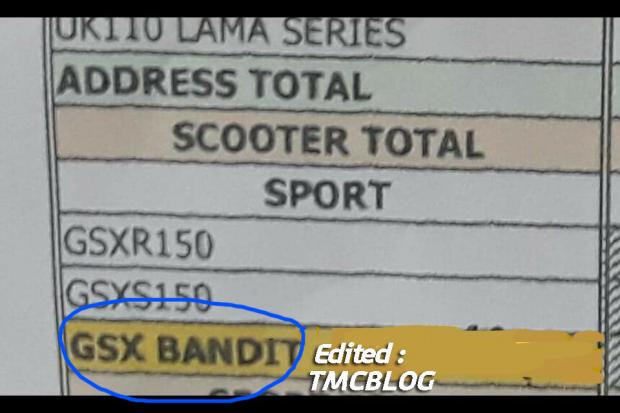 UK110 LAMA SERIES
ADDRESS TOTAL
SCOOTER TOTAL
SPORT
GSXR150
GSXS150
GSX BANDIT
Edited :
TMCBLOG